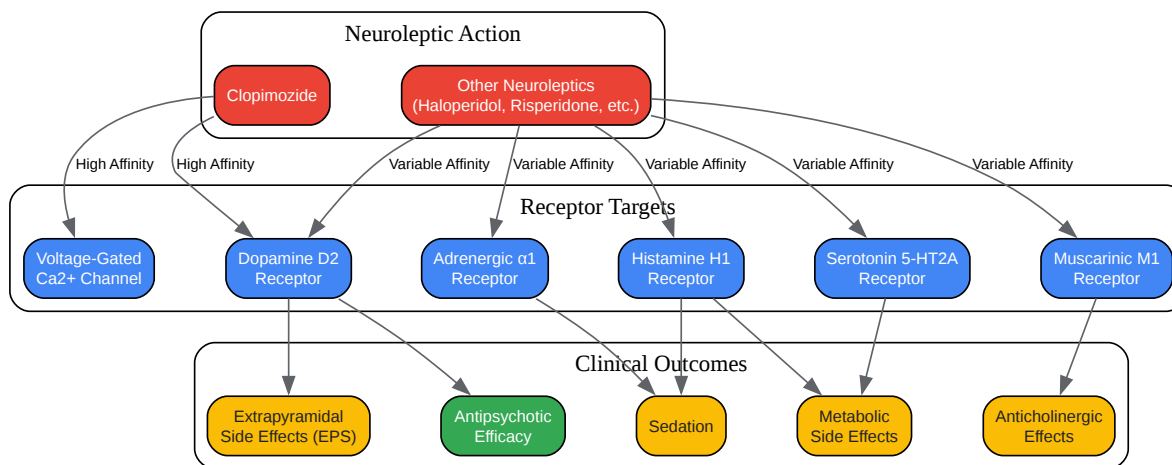 Neuroleptic Action
Clopimozide
Other Neuroleptics
(Haloperidol, Risperidone, etc.)
High Affinity
High Affinity
Variable Affinity
Variable Affinity
Variable Affinity
Variable Affinity
Variable Affinity
Receptor Targets
Voltage-Gated
Ca2+ Channel
Dopamine D2
Receptor
Adrenergic α1
Receptor
Histamine H1
Receptor
Serotonin 5-HT2A
Receptor
Muscarinic M1
Receptor
Clinical Outcomes
Extrapyramidal
Side Effects (EPS)
Antipsychotic
Efficacy
Sedation
Metabolic
Side Effects
Anticholinergic
Effects